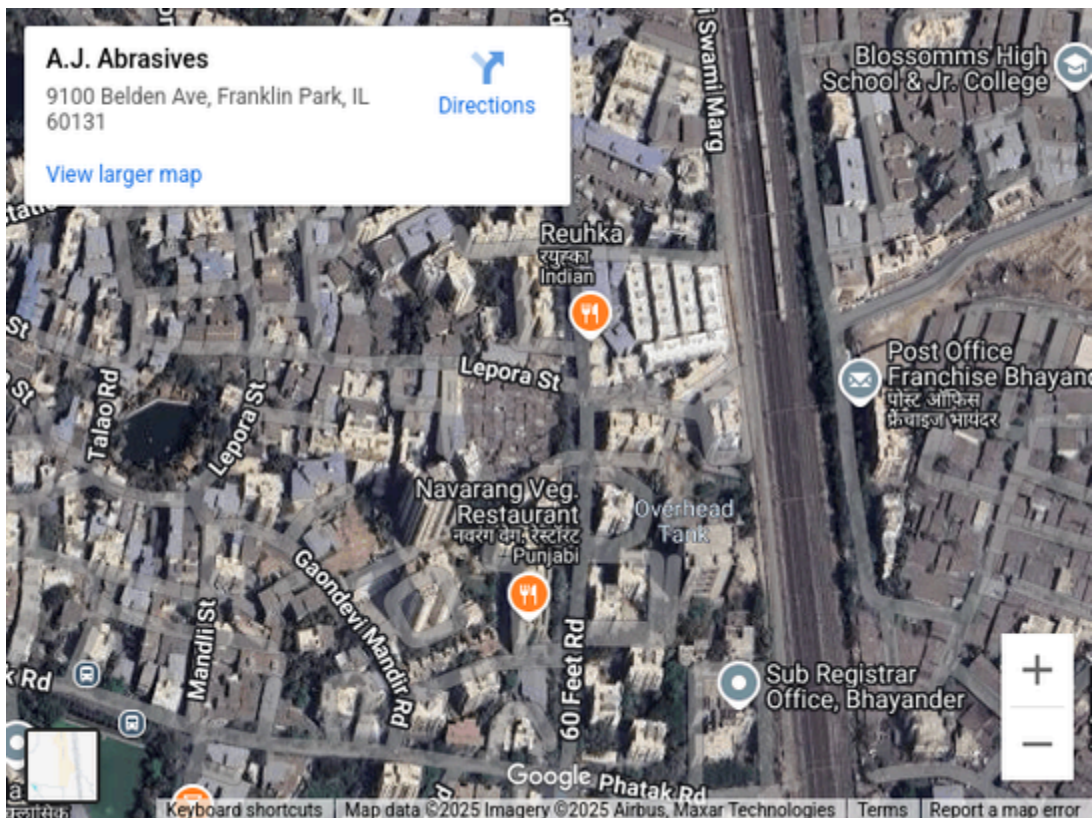 A.J. Abrasives
9100 Belden Ave, Franklin Park, IL
60131
Directions
View larger map
Rd
i Swami Marg
Blossomms High
School & Jr. College
Reuhka
रयुस्का
Indian
St
St
Talao Rd
Lepora St
Lepora St
Post Office
Franchise Bhayand
पोस्ट ऑफिस
फ्रेंचाइज भायंदर
Navarang Veg.
Restaurant
नवरंग वेग. रेस्टॉरंट
Punjabi
Overhead
Tank
Gaondevi Mandir Rd
Mandli St
k Rd
60 Feet Rd
Sub Registrar
Office, Bhayander
Google
Phatak Rd
Keyboard shortcuts
Map data ©2025 Imagery ©2025 Airbus, Maxar Technologies
Terms
Report a map error